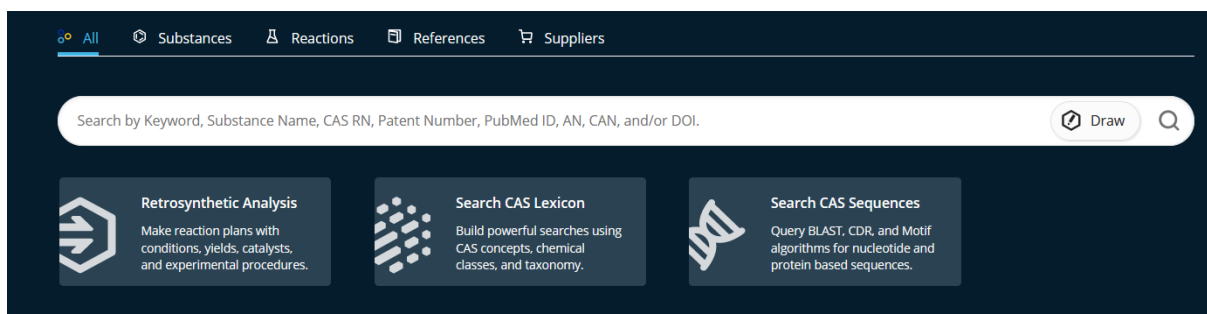 All Substances Reactions References Suppliers
Search by Keyword, Substance Name, CAS RN, Patent Number, PubMed ID, AN, CAN, and/or DOI. Draw
Retrosynthetic Analysis
Make reaction plans with
conditions, yields, catalysts,
and experimental procedures.
Search CAS Lexicon
Build powerful searches using
CAS concepts, chemical
classes, and taxonomy.
Search CAS Sequences
Query BLAST, CDR, and Motif
algorithms for nucleotide and
protein based sequences.